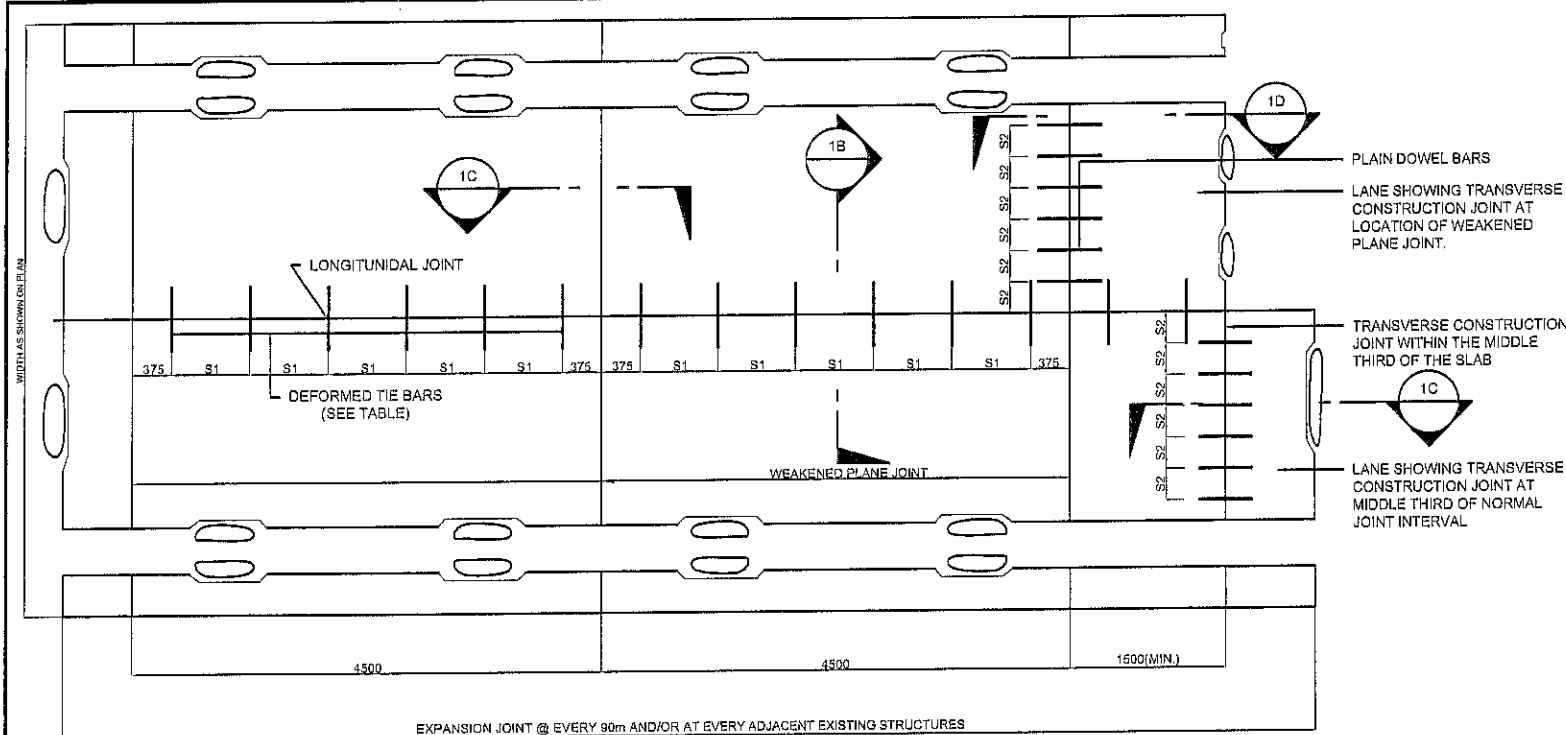 1D
1B
1C
S2
S2
S2
S2
S2
S2
PLAIN DOWEL BARS
LANE SHOWING TRANSVERSE
CONSTRUCTION JOINT AT
LOCATION OF WEAKENED
PLANE JOINT.
WIDTH AS SHOWN ON PLAN
LONGITUNIDAL JOINT
TRANSVERSE CONSTRUCTION
JOINT WITHIN THE MIDDLE
THIRD OF THE SLAB
375 S1 S1 S1 S1 S1 375 375 S1 S1 S1 S1 S1 375
DEFORMED TIE BARS
(SEE TABLE)
S2
S2
S2
S2
S2
S2
1C
WEAKENED PLANE JOINT
LANE SHOWING TRANSVERSE
CONSTRUCTION JOINT AT
MIDDLE THIRD OF NORMAL
JOINT INTERVAL
4500 4500 1500(MIN.)
EXPANSION JOINT @ EVERY 90m AND/OR AT EVERY ADJACENT EXISTING STRUCTURES